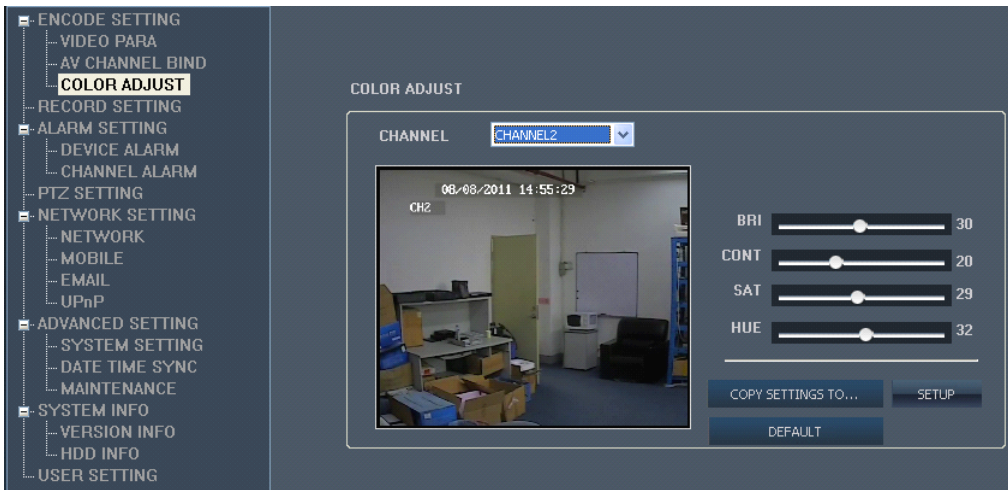 ENCODE SETTING
VIDEO PARA
AV CHANNEL BIND
COLOR ADJUST
RECORD SETTING
ALARM SETTING
DEVICE ALARM
CHANNEL ALARM
PTZ SETTING
NETWORK SETTING
NETWORK
MOBILE
EMAIL
UPnP
ADVANCED SETTING
SYSTEM SETTING
DATE TIME SYNC
MAINTENANCE
SYSTEM INFO
VERSION INFO
HDD INFO
USER SETTING
COLOR ADJUST
CHANNEL CHANNEL2
08/08/2011 14:55:29
CH2
BRI 30
CONT 20
SAT 29
HUE 32
COPY SETTINGS TO... SETUP
DEFAULT